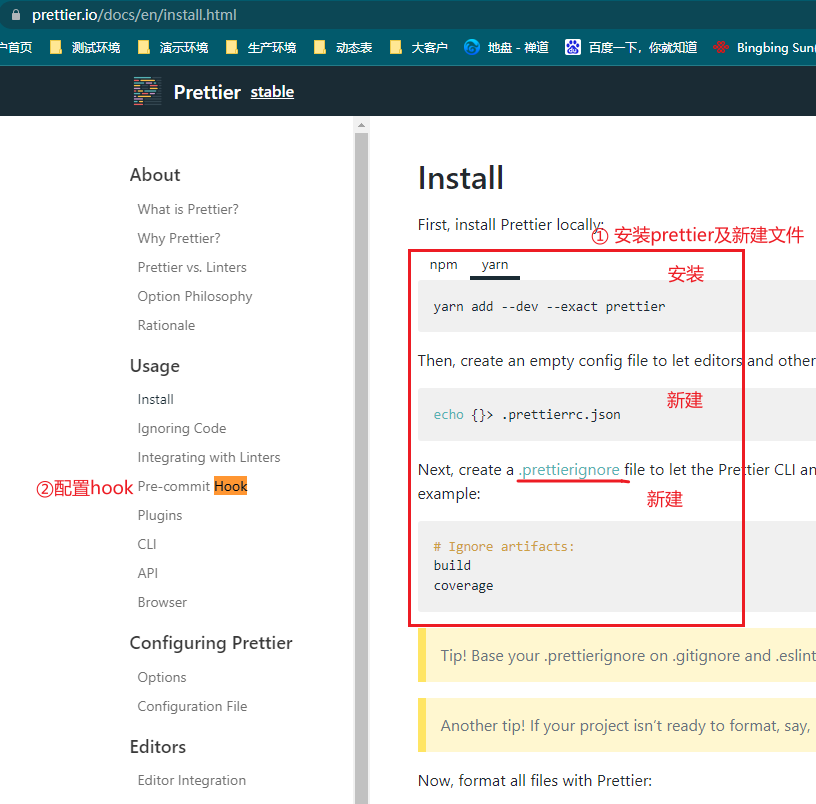 prettier.io/docs/en/install.html
户首页 测试环境 演示环境 生产环境 动态表 大客户 地盘 - 禅道 百度一下，你就知道 Bingbing Sun
Prettier stable
About
What is Prettier?
Why Prettier?
Prettier vs. Linters
Option Philosophy
Rationale
Usage
Install
Ignoring Code
Integrating with Linters
②配置hook
Pre-commit Hook
Plugins
CLI
API
Browser
Configuring Prettier
Options
Configuration File
Editors
Editor Integration
Install
First, install Prettier locally:
① 安装prettier及新建文件
npm yarn
安装
yarn add --dev --exact prettier
Then, create an empty config file to let editors and other
新建
echo {}> .prettierrc.json
Next, create a .prettierignore file to let the Prettier CLI an
example:
新建
# Ignore artifacts:
build
coverage
Tip! Base your .prettierignore on .gitignore and .eslint
Another tip! If your project isn’t ready to format, say,
Now, format all files with Prettier: